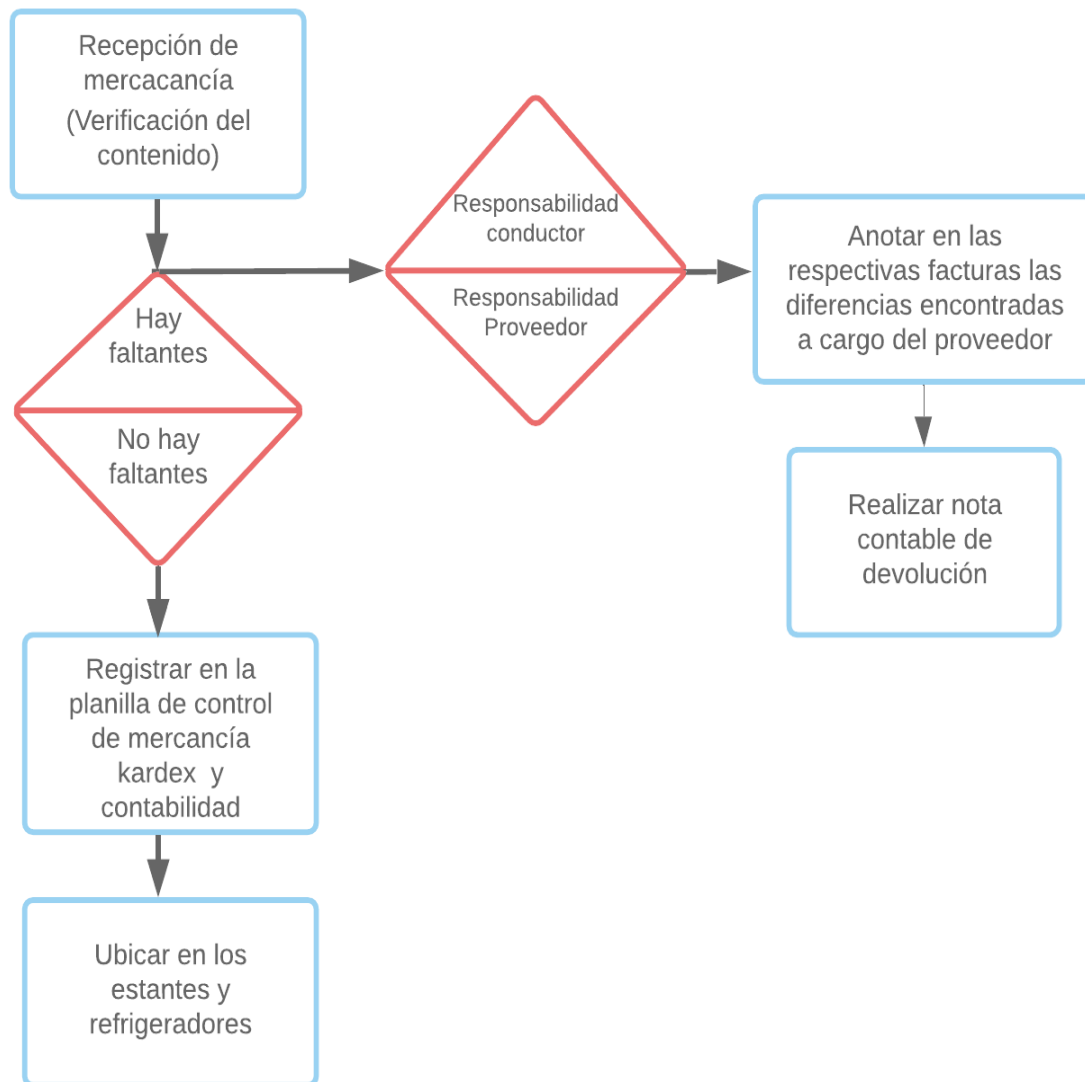 Recepción de
mercacancía
(Verificación del
contenido)
Hay
faltantes
No hay
faltantes
Responsabilidad
conductor
Responsabilidad
Proveedor
Anotar en las
respectivas facturas las
diferencias encontradas
a cargo del proveedor
Realizar nota
contable de
devolución
Registrar en la
planilla de control
de mercancía
kardex y
contabilidad
Ubicar en los
estantes y
refrigeradores